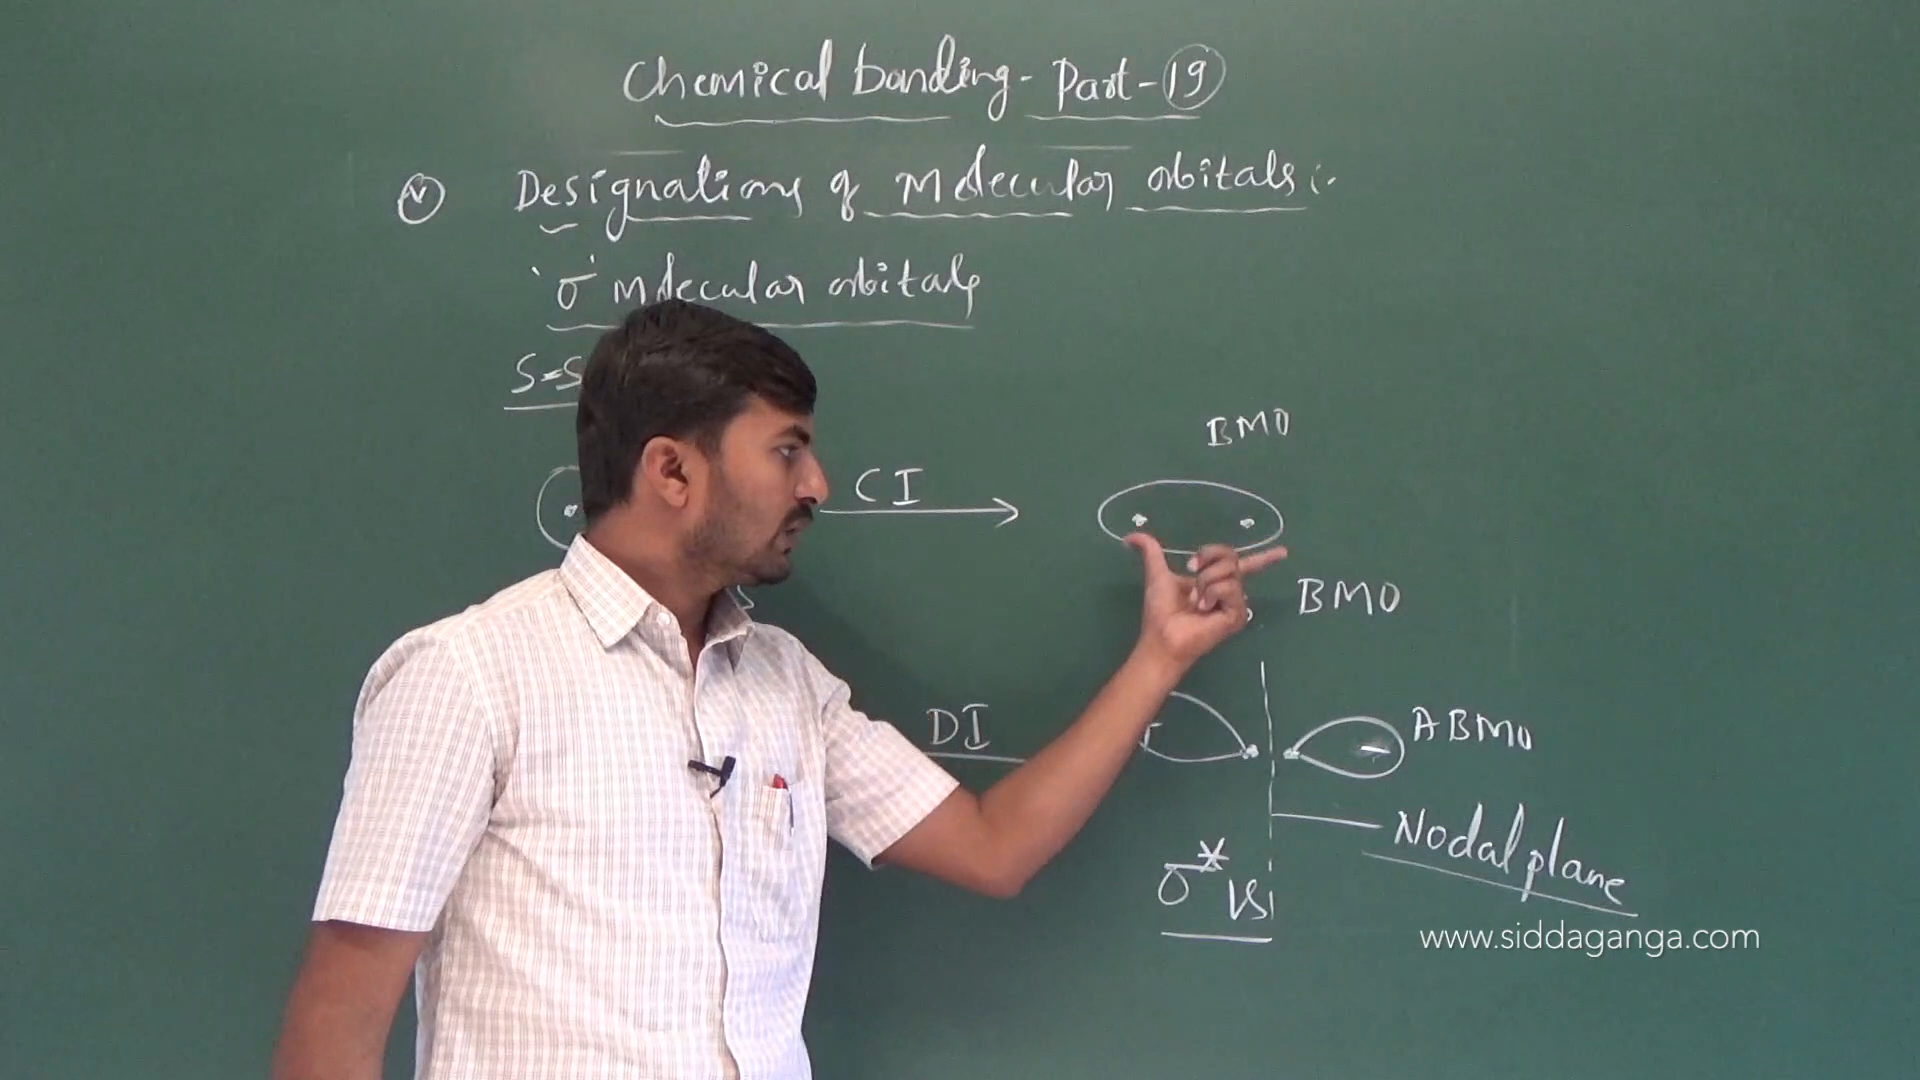 Chemical bonding - Part - 19
Designations of Molecular orbitals :-
'σ' Molecular orbitals
S-S
BMO
CI
BMO
DI
ABMO
Nodal plane
σ* 1s
www.siddaganga.com